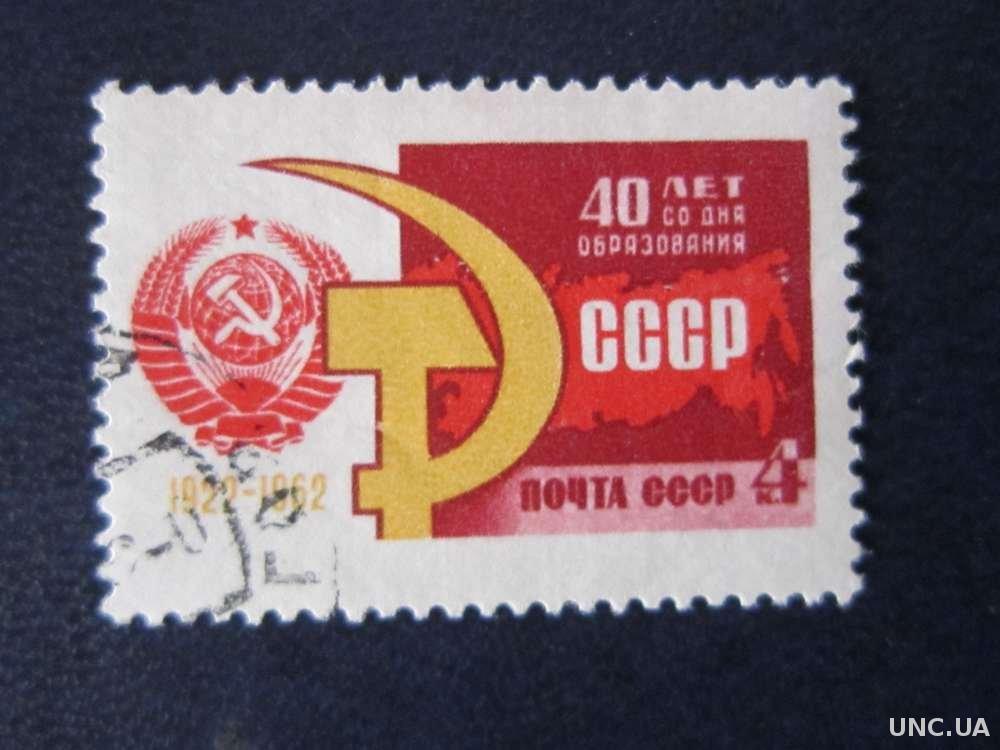 40 ЛЕТ
СО ДНЯ
ОБРАЗОВАНИЯ
СССР
1922-1962
ПОЧТА СССР 4 к.
UNC.UA